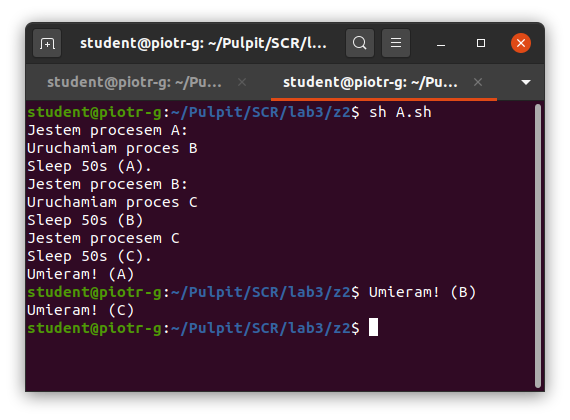 student@piotr-g: ~/Pulpit/SCR/l...
student@piotr-g: ~/Pu...
student@piotr-g: ~/Pu...
student@piotr-g:~/Pulpit/SCR/lab3/z2$ sh A.sh
Jestem procesem A:
Uruchamiam proces B
Sleep 50s (A).
Jestem procesem B:
Uruchamiam proces C
Sleep 50s (B)
Jestem procesem C
Sleep 50s (C).
Umieram! (A)
student@piotr-g:~/Pulpit/SCR/lab3/z2$ Umieram! (B)
Umieram! (C)
student@piotr-g:~/Pulpit/SCR/lab3/z2$